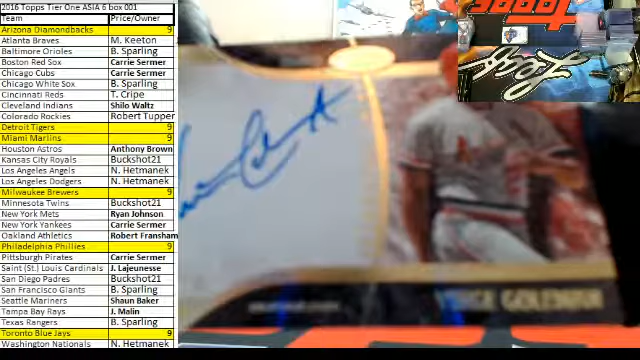 2016 Topps Tier One ASIA 6 box 001
Team Price/Owner
Arizona Diamondbacks 9
Atlanta Braves M. Keeton
Baltimore Orioles B. Sparling
Boston Red Sox Carrie Sermer
Chicago Cubs Carrie Sermer
Chicago White Sox B. Sparling
Cincinnati Reds T. Cripe
Cleveland Indians Shilo Waltz
Colorado Rockies Robert Tupper
Detroit Tigers 9
Miami Marlins 9
Houston Astros Anthony Brown
Kansas City Royals Buckshot21
Los Angeles Angels N. Hetmanek
Los Angeles Dodgers N. Hetmanek
Milwaukee Brewers 9
Minnesota Twins Buckshot21
New York Mets Ryan Johnson
New York Yankees Carrie Sermer
Oakland Athletics Robert Fransham
Philadelphia Phillies 9
Pittsburgh Pirates Carrie Sermer
Saint (St.) Louis Cardinals J. Lajeunesse
San Diego Padres Buckshot21
San Francisco Giants B. Sparling
Seattle Mariners Shaun Baker
Tampa Bay Rays J. Malin
Texas Rangers B. Sparling
Toronto Blue Jays 9
Washington Nationals N. Hetmanek
VINCE COLEMAN
topps